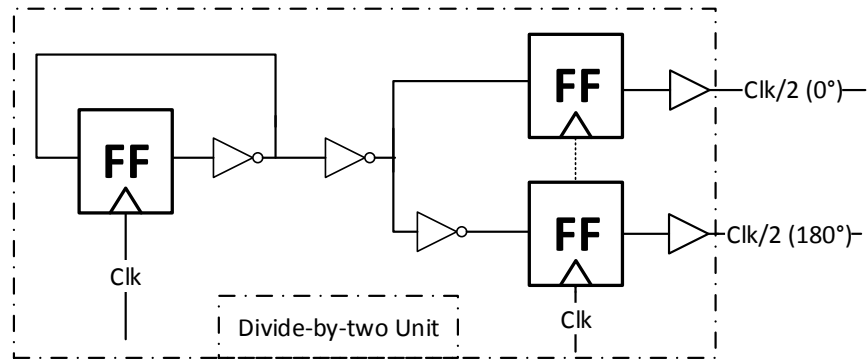 FF
Clk/2 (0°)
FF
FF
Clk/2 (180°)
Clk
Clk
Divide-by-two Unit